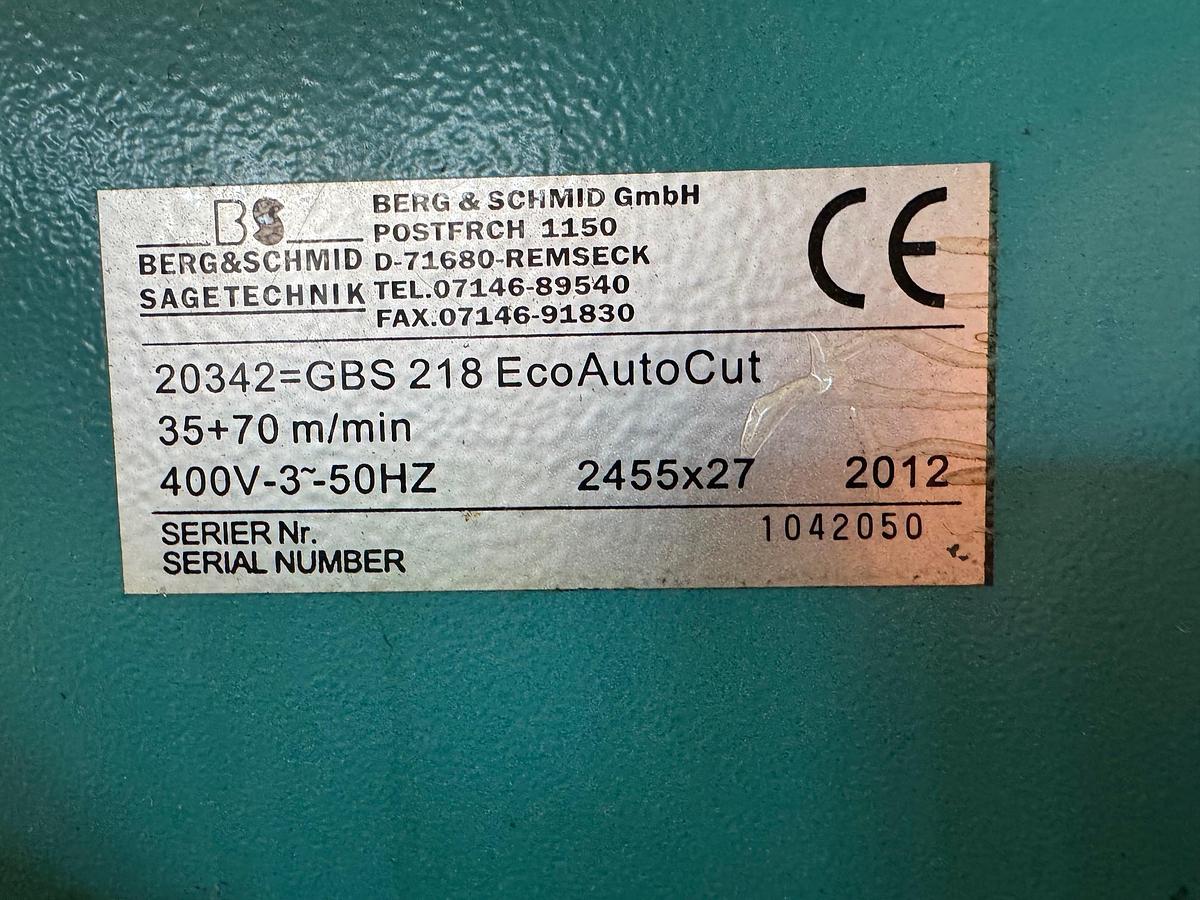 BS
BERG&SCHMID
SAGETECHNIK
BERG & SCHMID GmbH
POSTFRCH 1150
D-71680-REMSECK
TEL.07146-89540
FAX.07146-91830
CE
20342=GBS 218 EcoAutoCut
35+70 m/min
400V-3~-50HZ 2455x27 2012
SERIER Nr. 1042050
SERIAL NUMBER